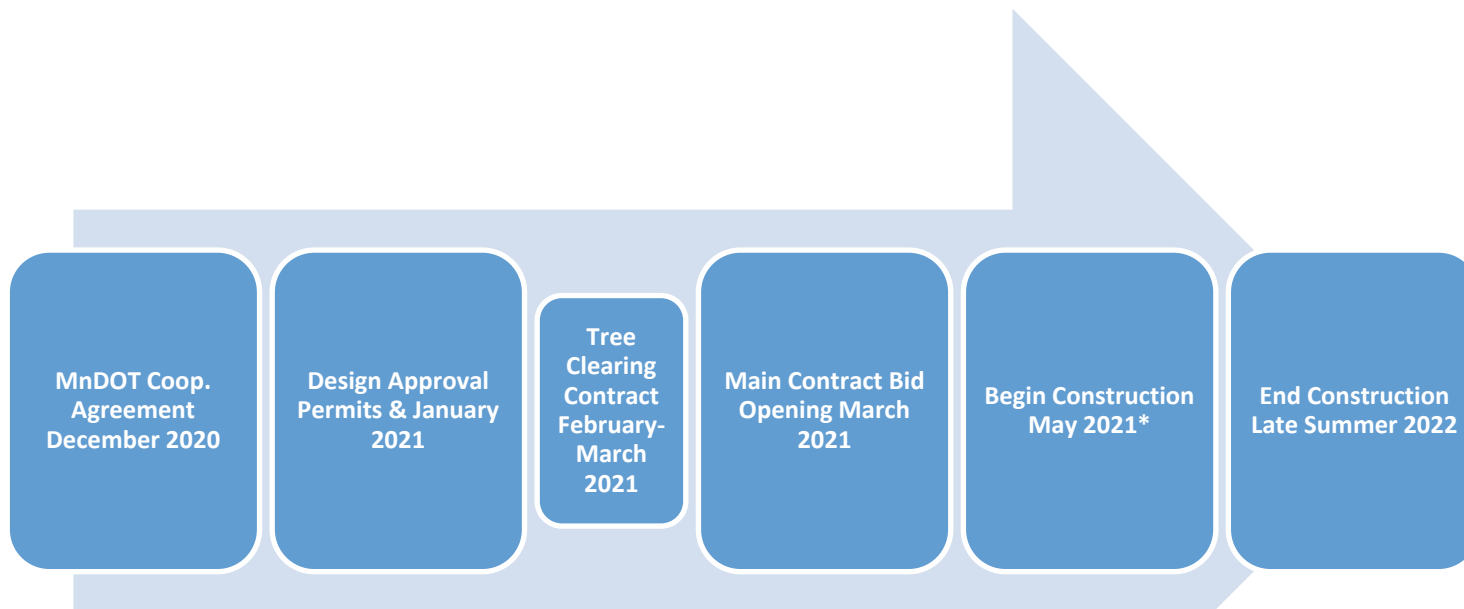 MnDOT Coop.
Agreement
December 2020
Design Approval
Permits & January
2021
Tree
Clearing
Contract
February-
March
2021
Main Contract Bid
Opening March
2021
Begin Construction
May 2021*
End Construction
Late Summer 2022